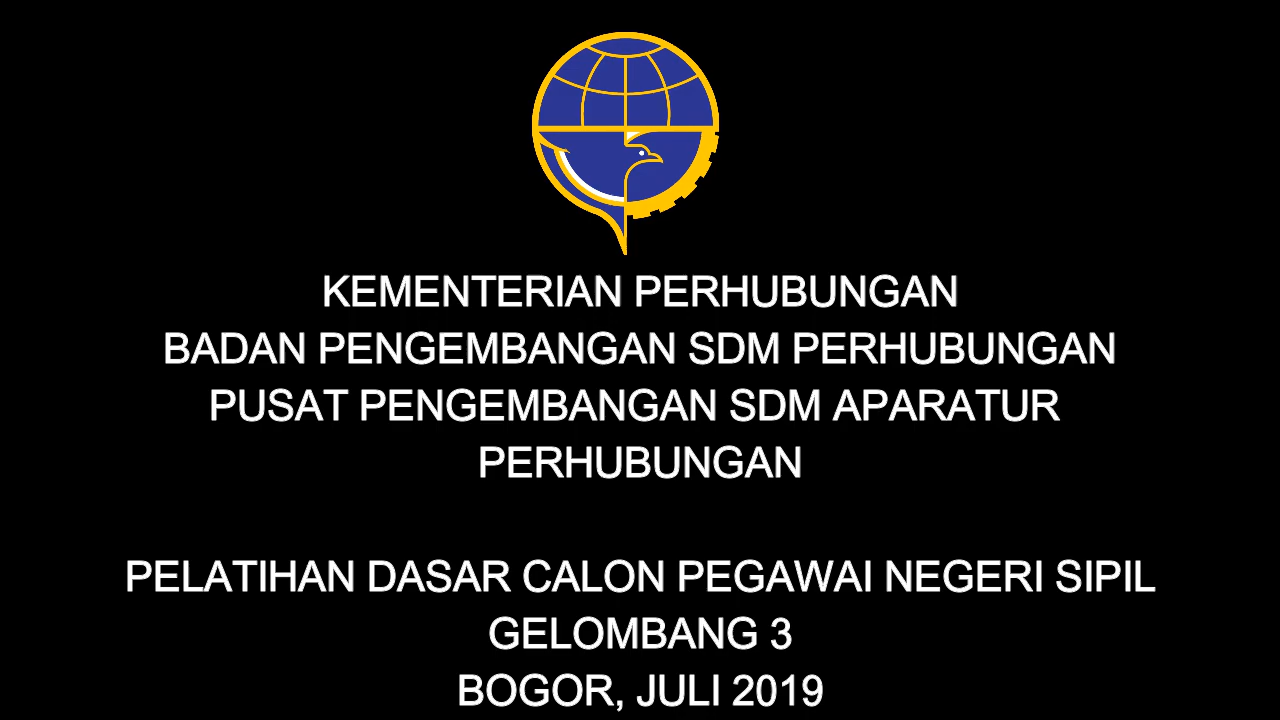 KEMENTERIAN PERHUBUNGAN
BADAN PENGEMBANGAN SDM PERHUBUNGAN
PUSAT PENGEMBANGAN SDM APARATUR
PERHUBUNGAN
PELATIHAN DASAR CALON PEGAWAI NEGERI SIPIL
GELOMBANG 3
BOGOR, JULI 2019